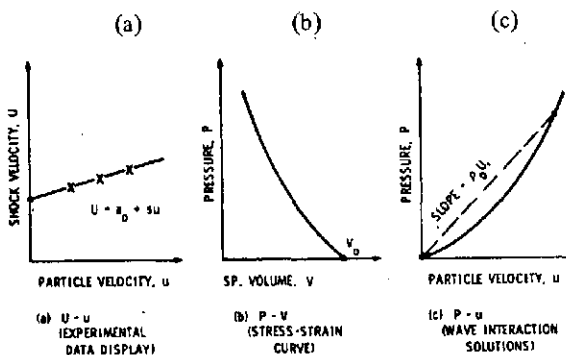 (a)
(b)
(c)
SHOCK VELOCITY, U
U = a₀ + su
PARTICLE VELOCITY, u
(a) U - u
(EXPERIMENTAL
DATA DISPLAY)
PRESSURE, P
V₀
SP. VOLUME, V
(b) P - V
(STRESS-STRAIN
CURVE)
PRESSURE, P
SLOPE = ρ₀U,
PARTICLE VELOCITY, u
(c) P - u
(WAVE INTERACTION
SOLUTIONS)